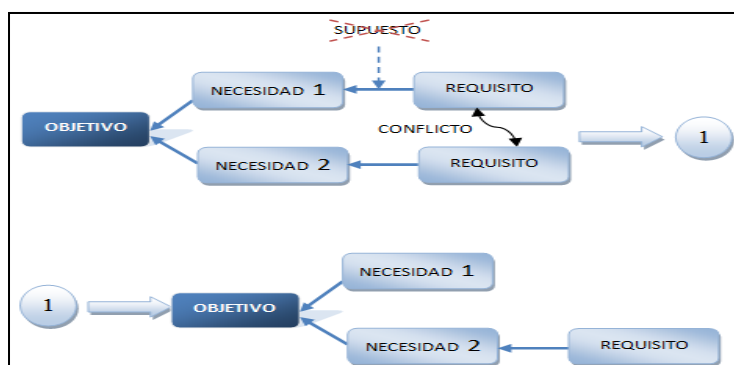 SUPUESTO
NECESIDAD 1
REQUISITO
OBJETIVO
CONFLICTO
NECESIDAD 2
REQUISITO
1
NECESIDAD 1
1
OBJETIVO
NECESIDAD 2
REQUISITO